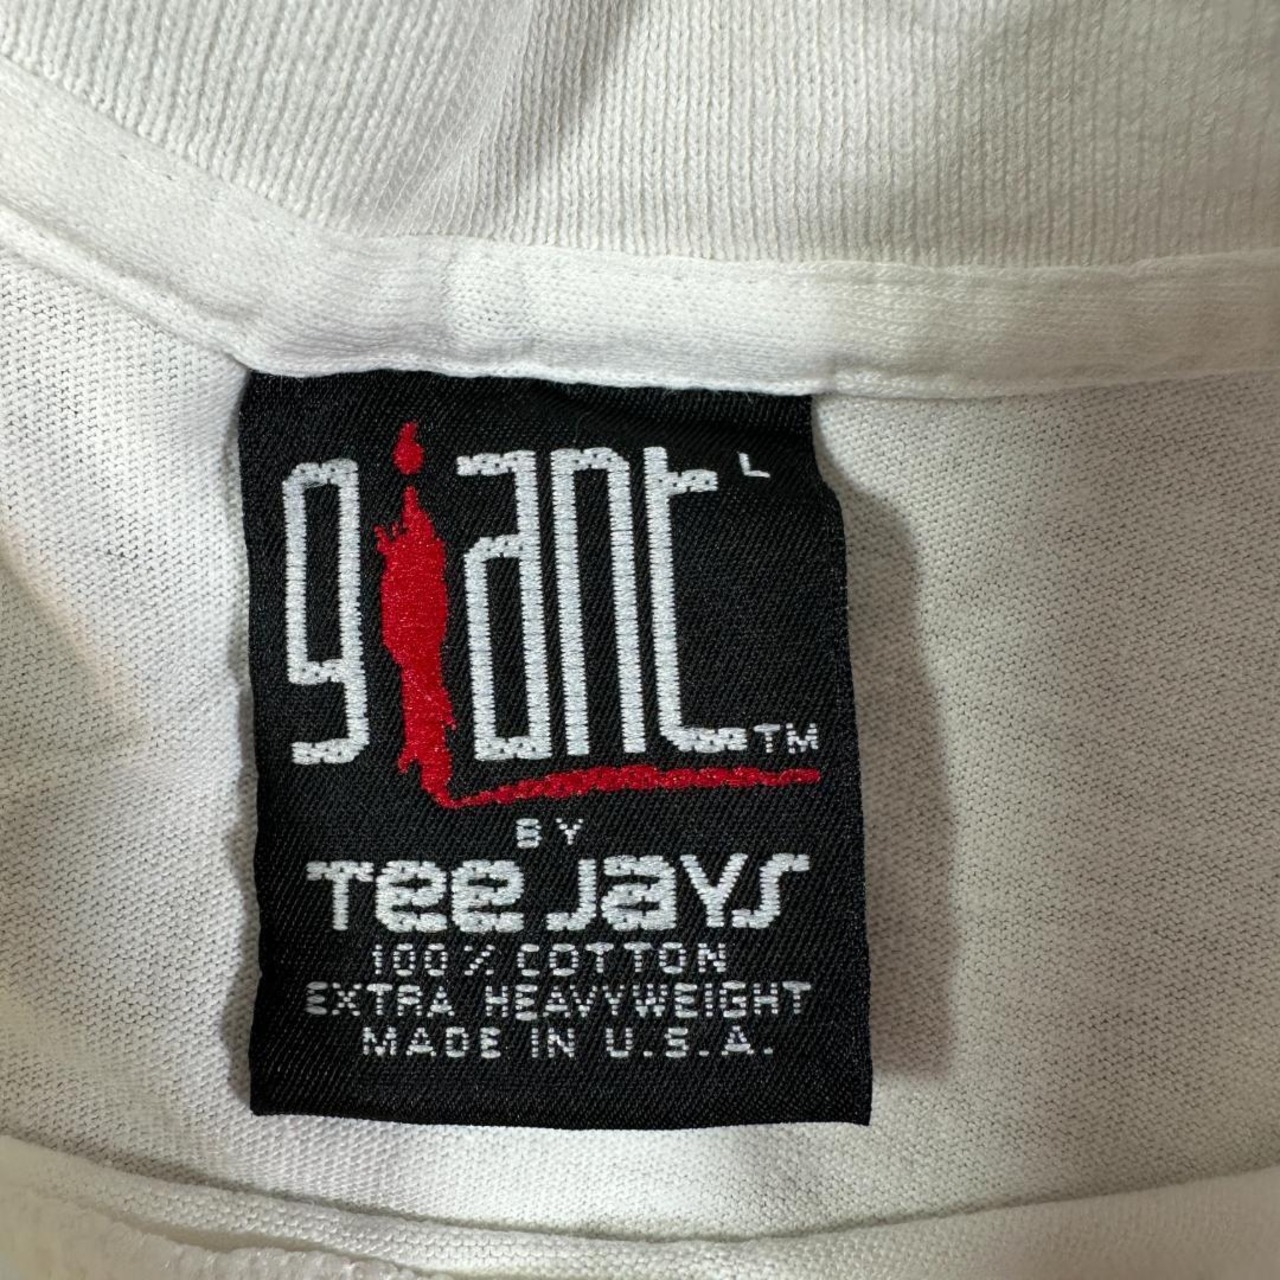 giant L
TM
BY
Tee Jays
100% COTTON
EXTRA HEAVYWEIGHT
MADE IN U.S.A.